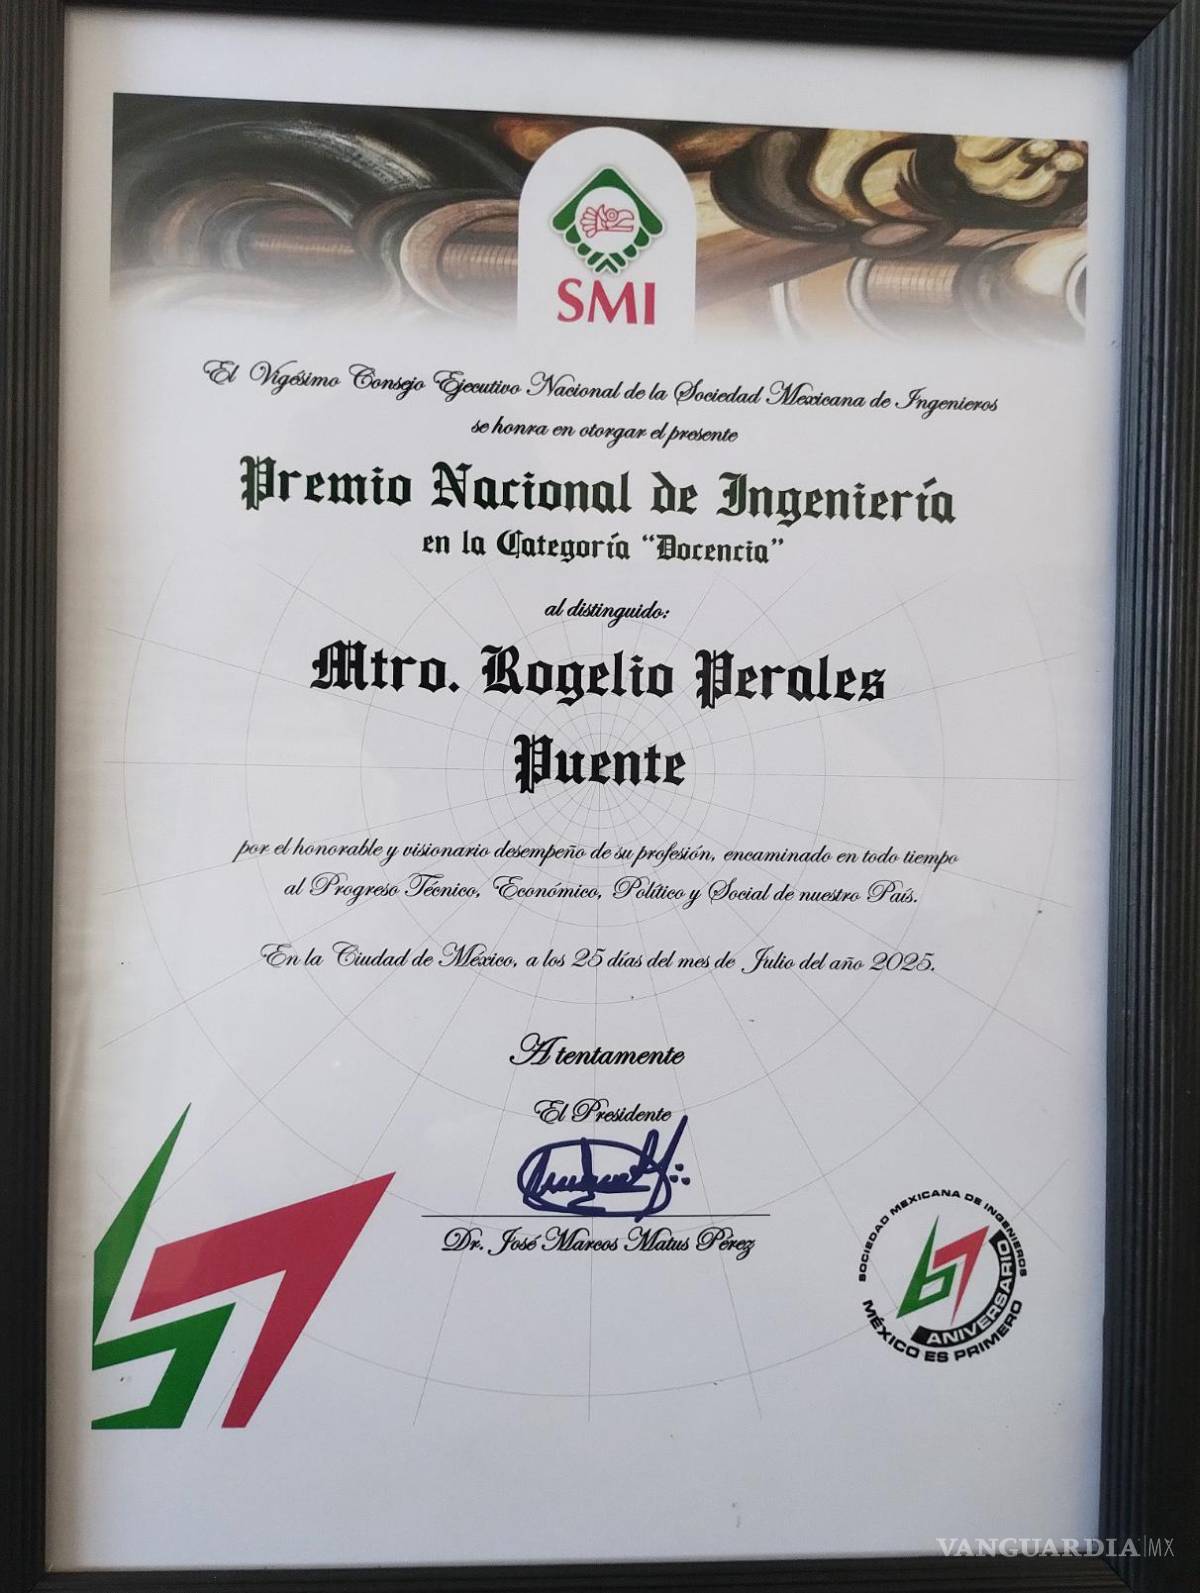 SMI
El Vigésimo Consejo Ejecutivo Nacional de la Sociedad Mexicana de Ingenieros
se honra en otorgar el presente
Premio Nacional de Ingeniería
en la Categoría “Docencia”
al distinguido:
Mtro. Rogelio Perales
Puente
por el honorable y visionario desempeño de su profesión, encaminado en todo tiempo
al Progreso Técnico, Económico, Político y Social de nuestro País.
En la Ciudad de México, a los 25 días del mes de Julio del año 2025.
Atentamente
El Presidente
Dr. José Marcos Matus Pérez
67
SOCIEDAD MEXICANA DE INGENIEROS
67
ANIVERSARIO
MÉXICO ES PRIMERO
VANGUARDIA|MX